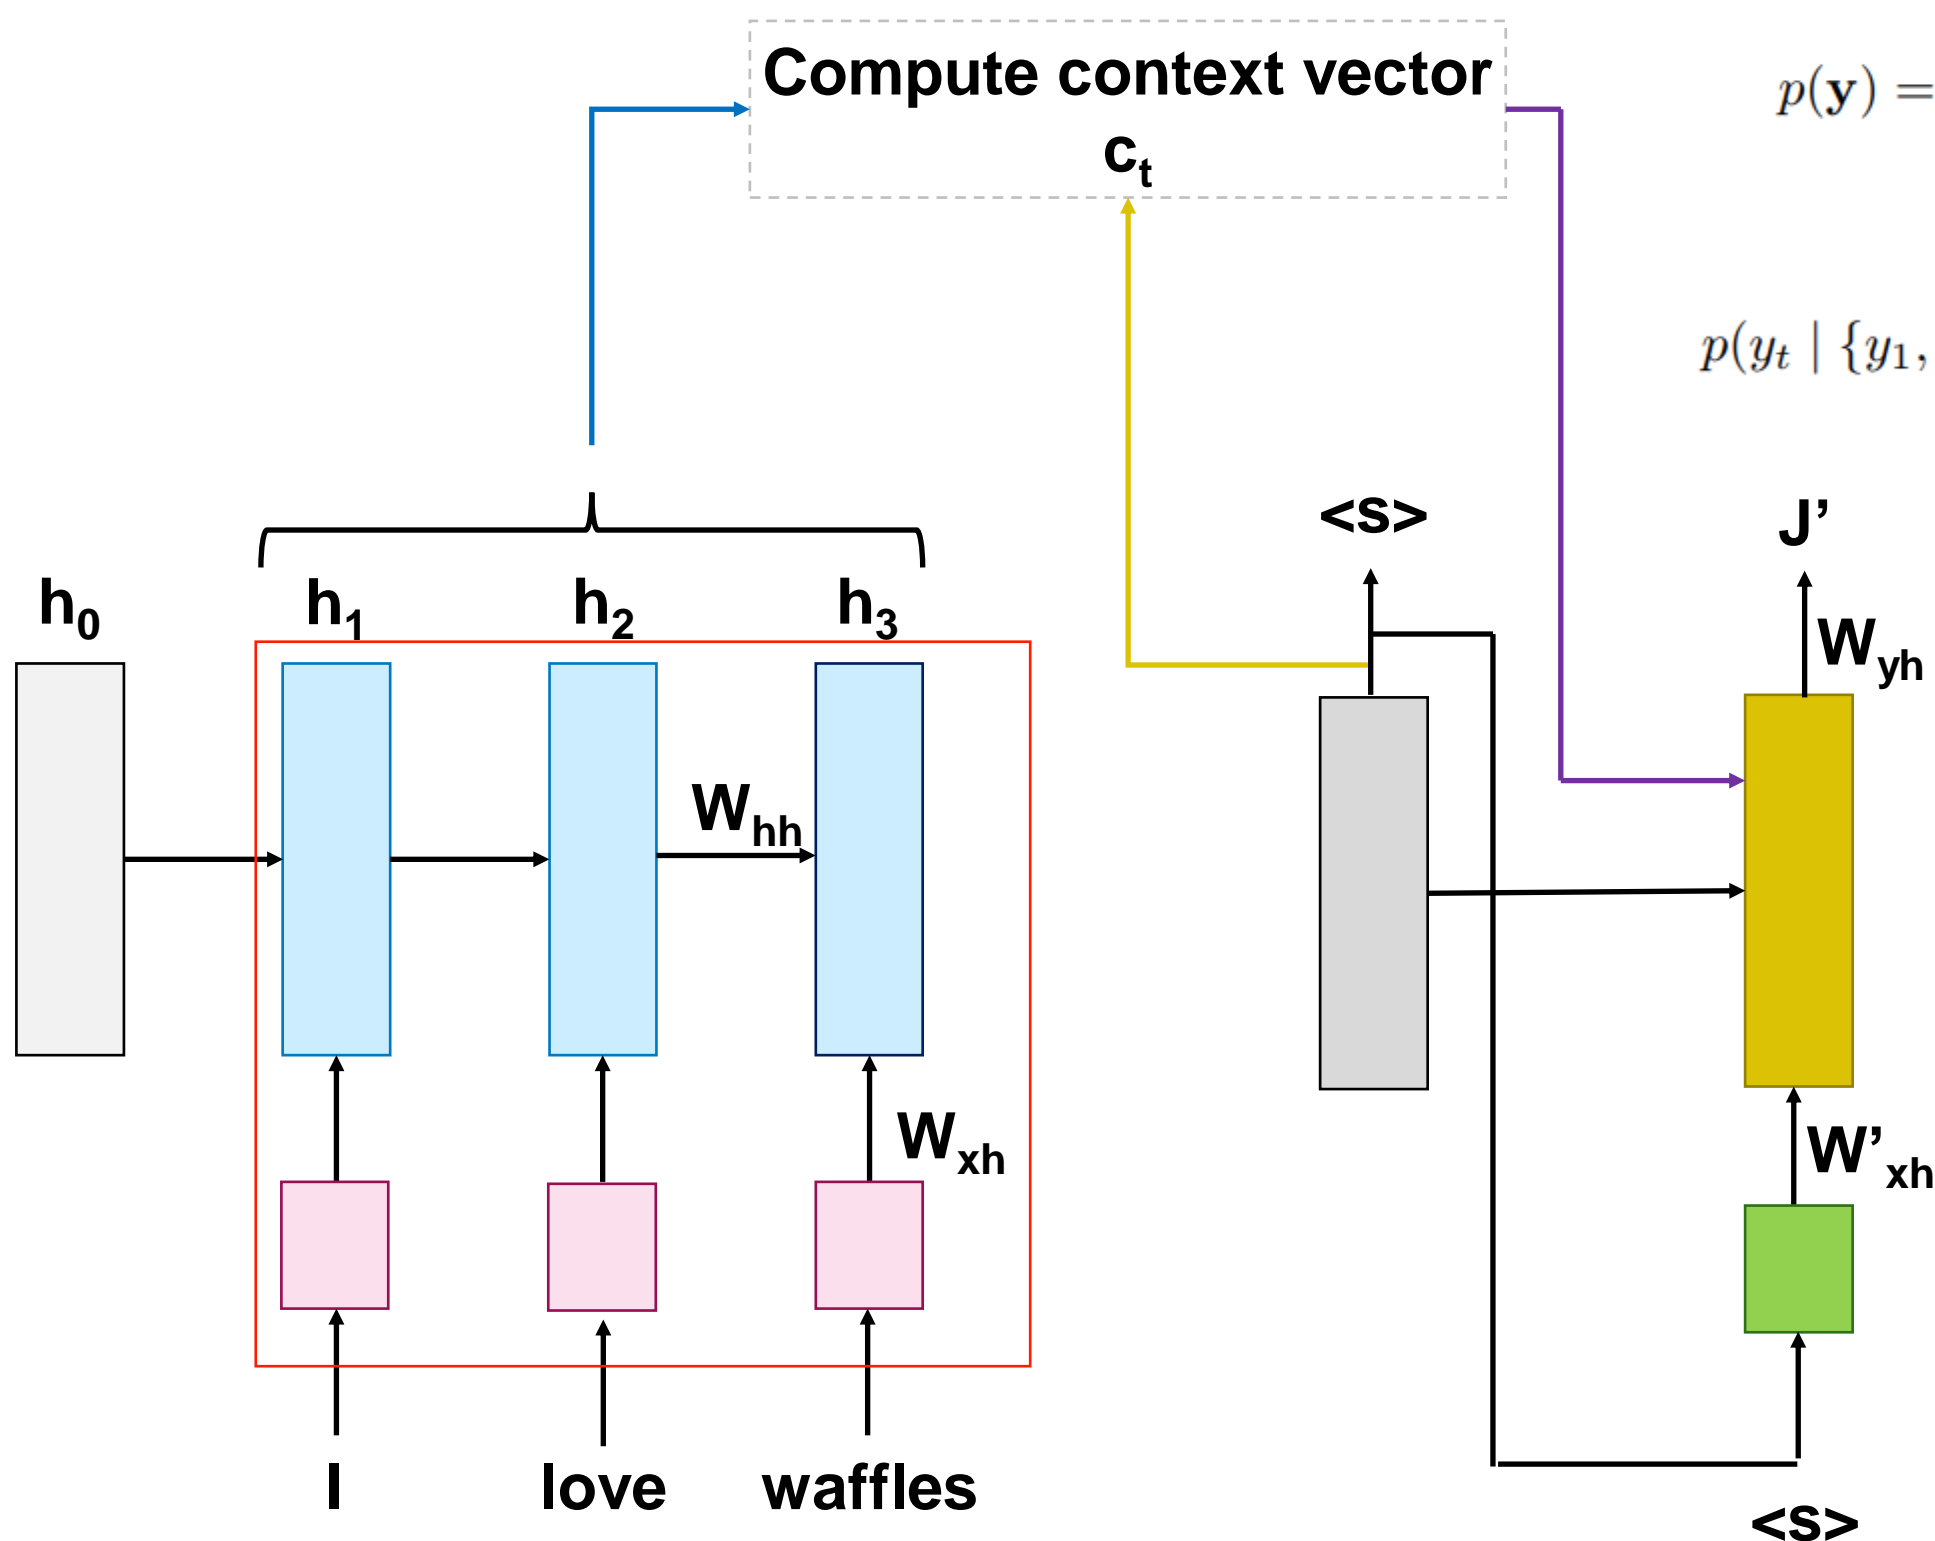 Compute context vector
c_t
p(y) =
p(y_t | {y_1,
<s>
J’
h_0
h_1
h_2
h_3
W_yh
W_hh
W_xh
W’_xh
I
love
waffles
<s>